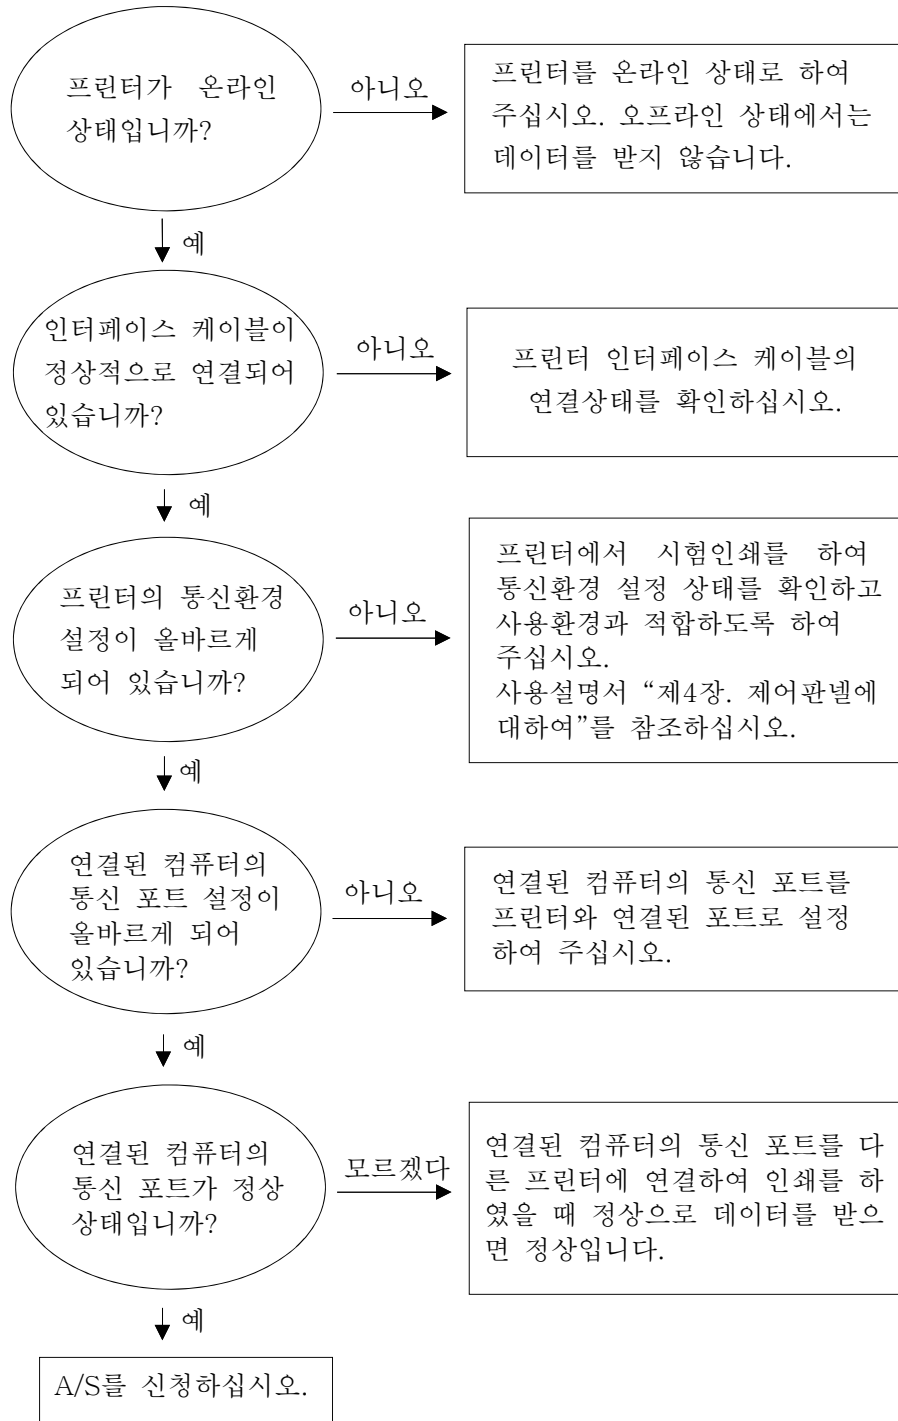 프린터가 온라인
상태입니까?
아니오
프린터를 온라인 상태로 하여
주십시오. 오프라인 상태에서는
데이터를 받지 않습니다.
예
인터페이스 케이블이
정상적으로 연결되어
있습니까?
아니오
프린터 인터페이스 케이블의
연결상태를 확인하십시오.
예
프린터의 통신환경
설정이 올바르게
되어 있습니까?
아니오
프린터에서 시험인쇄를 하여
통신환경 설정 상태를 확인하고
사용환경과 적합하도록 하여
주십시오.
사용설명서 “제4장. 제어판넬에
대하여”를 참조하십시오.
예
연결된 컴퓨터의
통신 포트 설정이
올바르게 되어
있습니까?
아니오
연결된 컴퓨터의 통신 포트를
프린터와 연결된 포트로 설정
하여 주십시오.
예
연결된 컴퓨터의
통신 포트가 정상
상태입니까?
모르겠다
연결된 컴퓨터의 통신 포트를 다
른 프린터에 연결하여 인쇄를 하
였을 때 정상으로 데이터를 받으
면 정상입니다.
예
A/S를 신청하십시오.